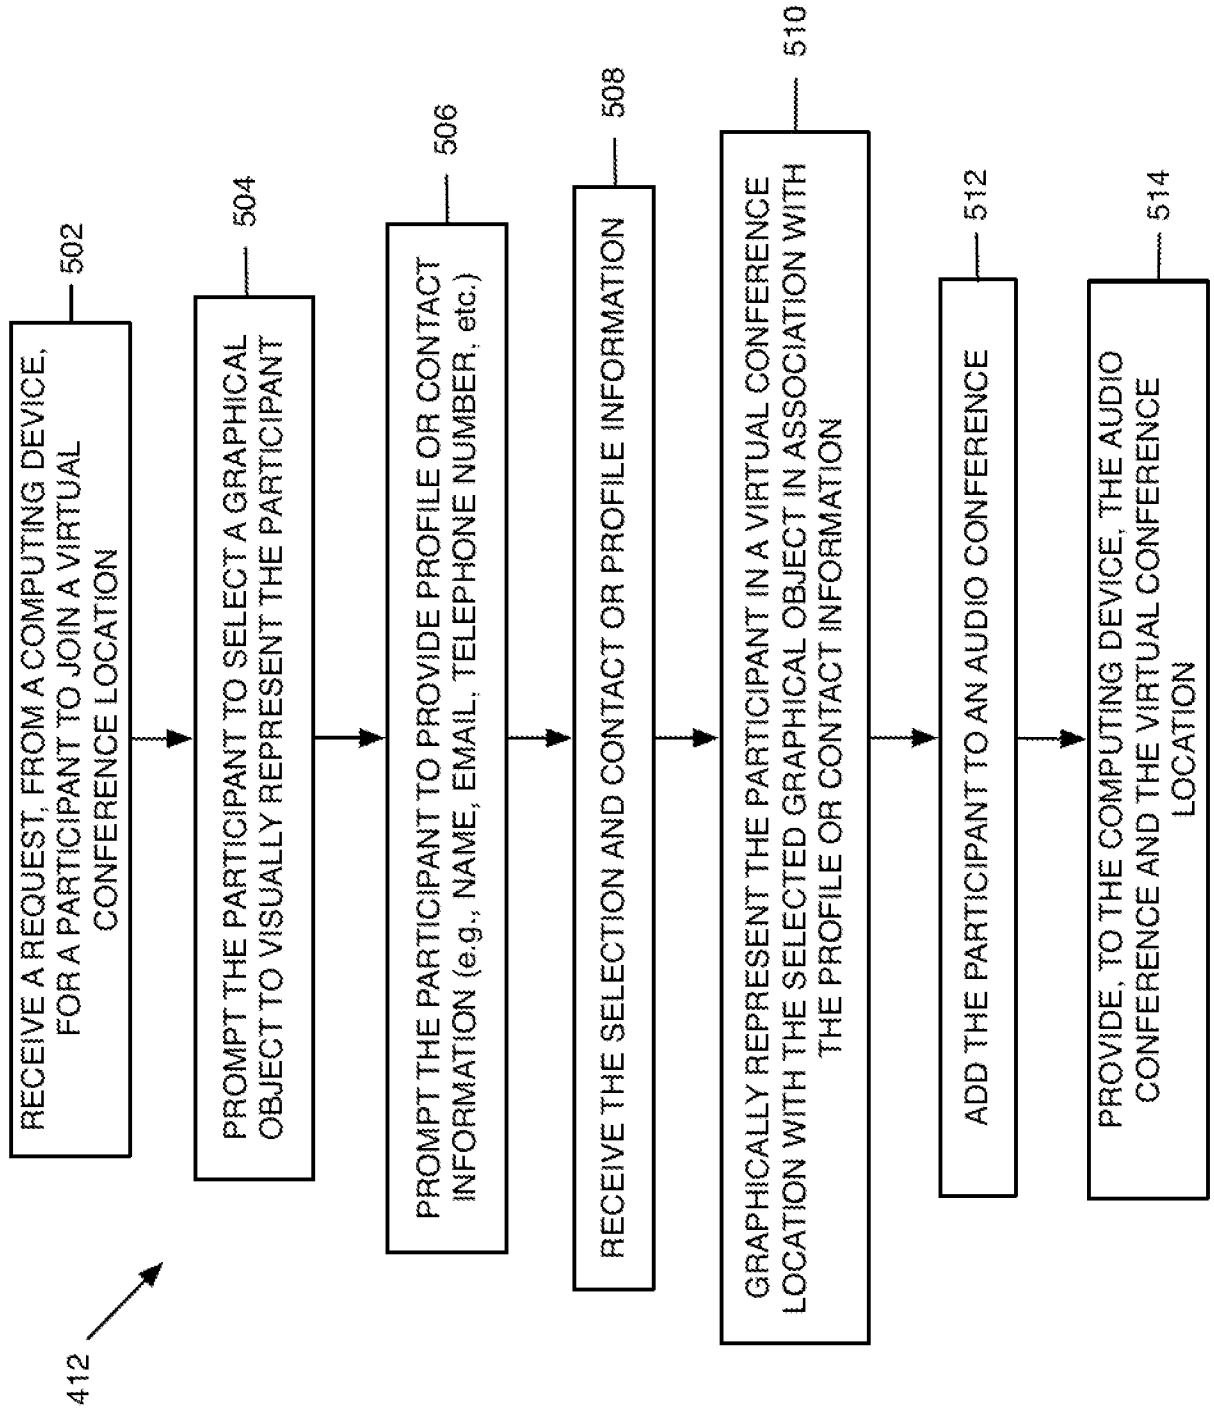 412
RECEIVE A REQUEST, FROM A COMPUTING DEVICE,
FOR A PARTICIPANT TO JOIN A VIRTUAL
CONFERENCE LOCATION
502
PROMPT THE PARTICIPANT TO SELECT A GRAPHICAL
OBJECT TO VISUALLY REPRESENT THE PARTICIPANT
504
PROMPT THE PARTICIPANT TO PROVIDE PROFILE OR CONTACT
INFORMATION (e.g., NAME, EMAIL, TELEPHONE NUMBER, etc.)
506
RECEIVE THE SELECTION AND CONTACT OR PROFILE INFORMATION
508
GRAPHICALLY REPRESENT THE PARTICIPANT IN A VIRTUAL CONFERENCE
LOCATION WITH THE SELECTED GRAPHICAL OBJECT IN ASSOCIATION WITH
THE PROFILE OR CONTACT INFORMATION
510
ADD THE PARTICIPANT TO AN AUDIO CONFERENCE
512
PROVIDE, TO THE COMPUTING DEVICE, THE AUDIO
CONFERENCE AND THE VIRTUAL CONFERENCE
LOCATION
514